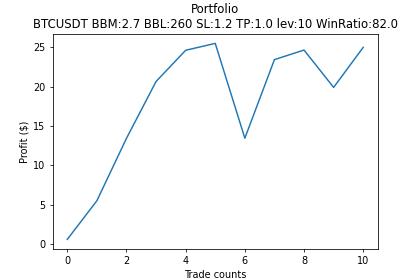 Portfolio
BTCUSDT BBM:2.7 BBL:260 SL:1.2 TP:1.0 lev:10 WinRatio:82.0
25
20
15
10
5
0
Profit ($)
0 2 4 6 8 10
Trade counts